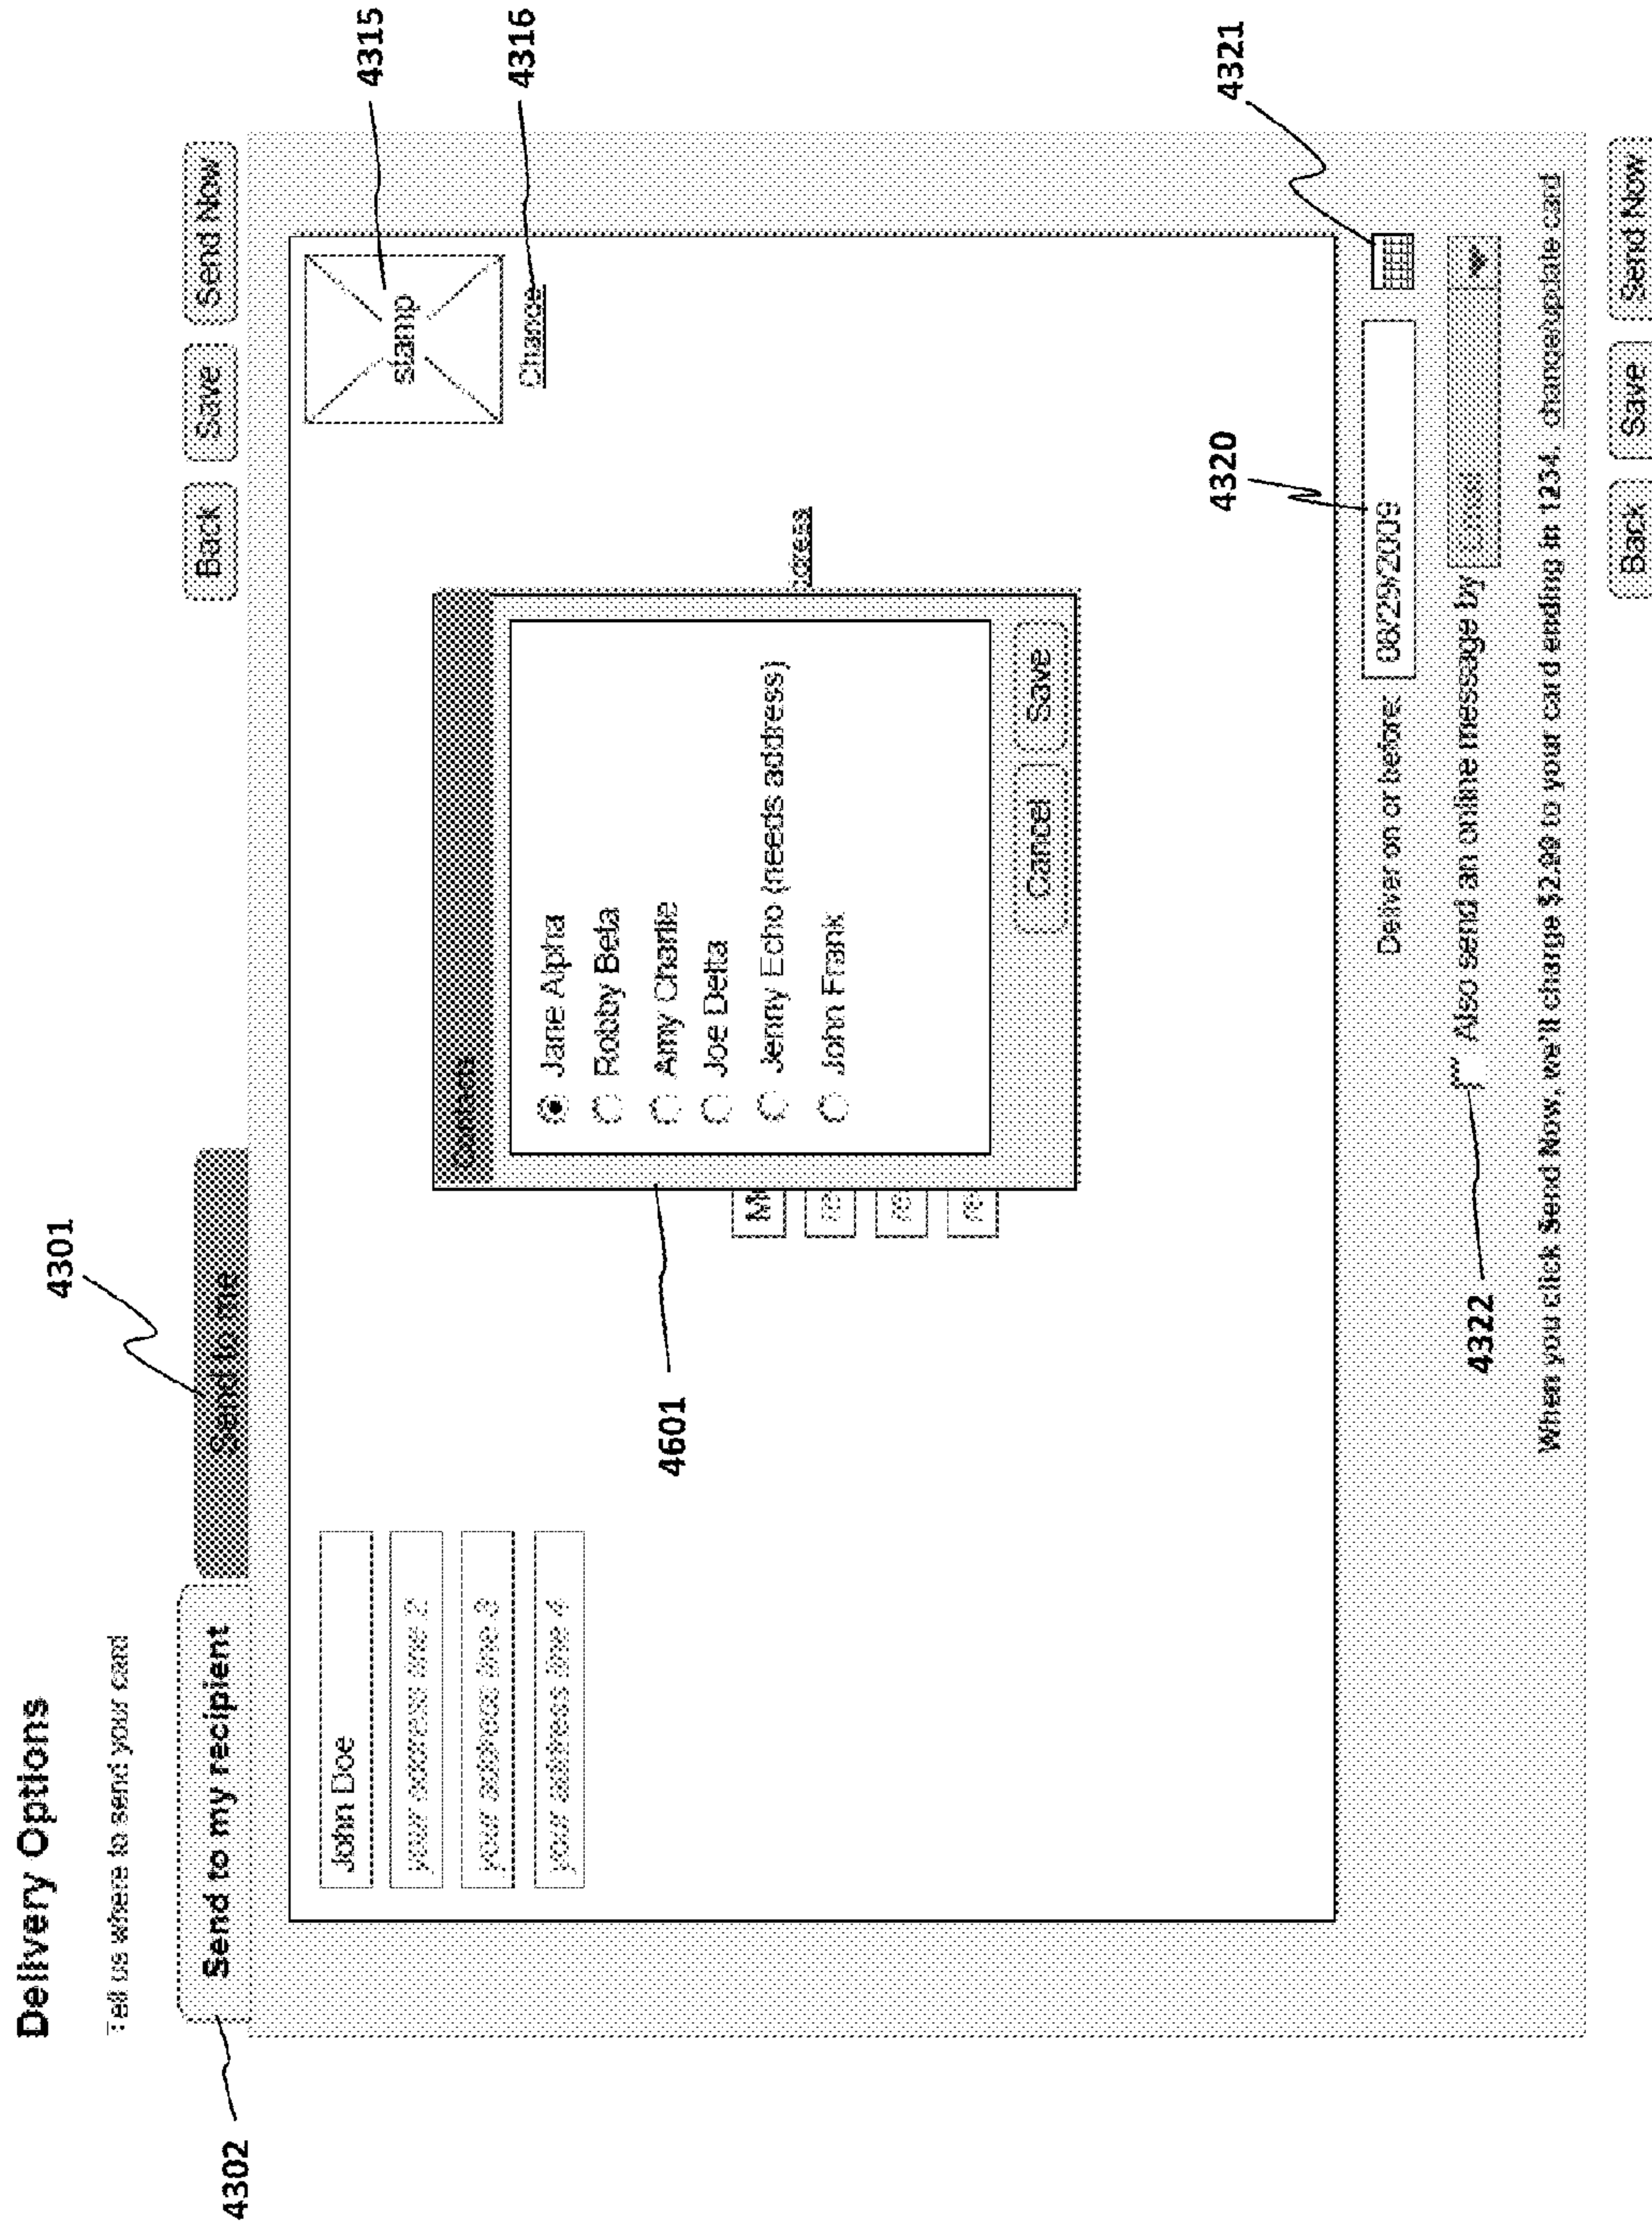 Delivery Options
4301
Tell us where to send your card
4302
Send to my recipient
Send to me
Back
Save
Send Now
4315
4316
John Doe
your address line 2
your address line 3
your address line 4
stamp
Change
4601
Contacts
Jane Alpha
Robby Beta
Amy Charlie
Joe Delta
Jenny Echo (needs address)
John Frank
Cancel
Save
4320
4321
Deliver on or before:
08/29/2009
4322
Also send an online message by
When you click Send Now, we'll charge $2.99 to your card ending in 1234. change/update card
Back
Save
Send Now